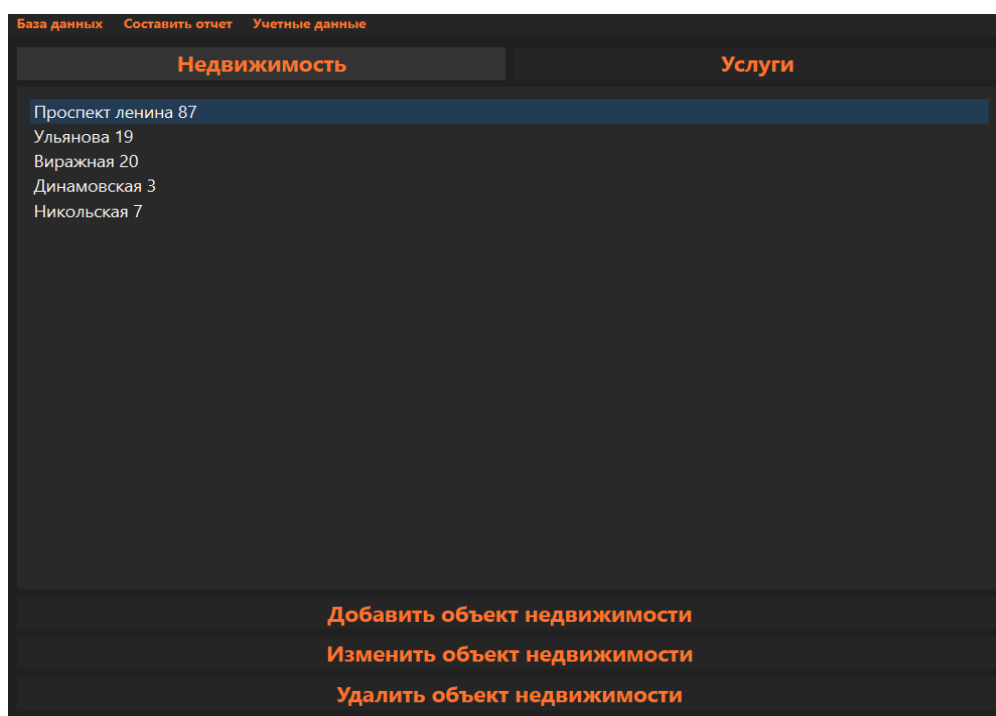 База данных Составить отчет Учетные данные
Недвижимость Услуги
Проспект ленина 87
Ульянова 19
Виражная 20
Динамовская 3
Никольская 7
Добавить объект недвижимости
Изменить объект недвижимости
Удалить объект недвижимости